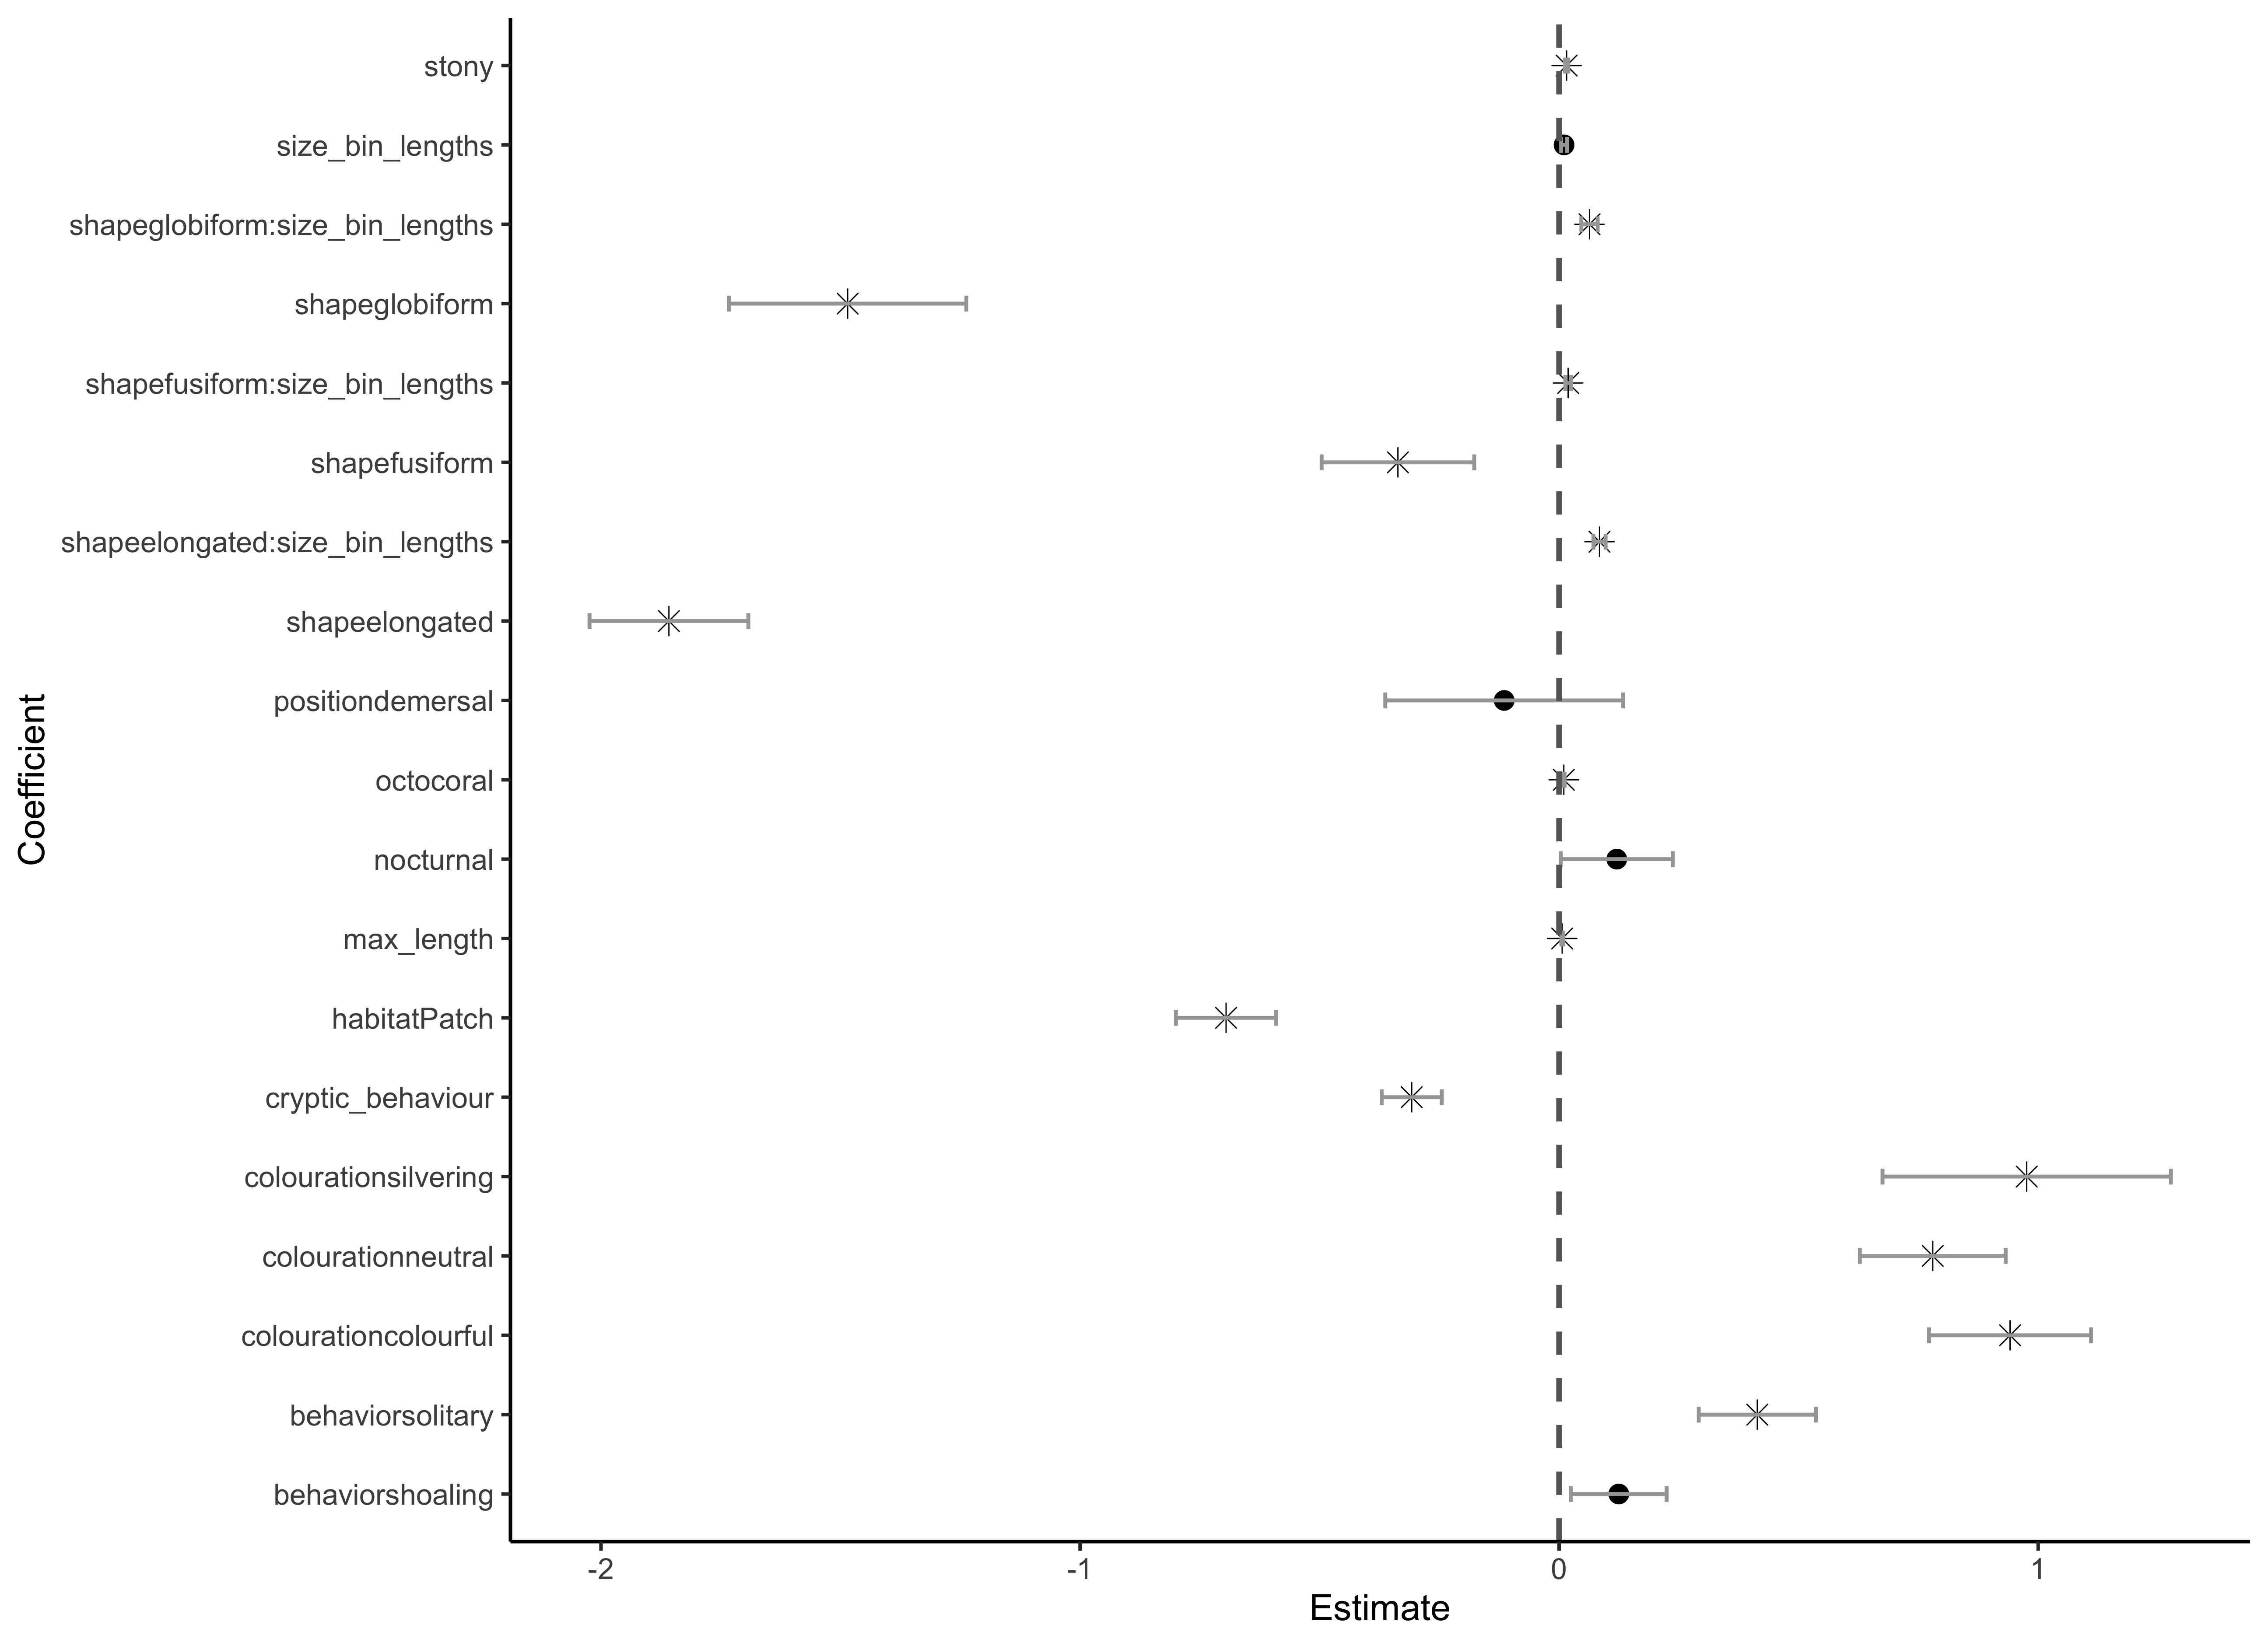 stony
size_bin_lengths
shapeglobiform:size_bin_lengths
shapeglobiform
shapefusiform:size_bin_lengths
shapefusiform
shapeelongated:size_bin_lengths
shapeelongated
positiondemersal
octocoral
nocturnal
max_length
habitatPatch
cryptic_behaviour
colourationsilvering
colourationneutral
colourationcolourful
behaviorsolitary
behaviorshoaling
Coefficient
-2 -1 0 1
Estimate